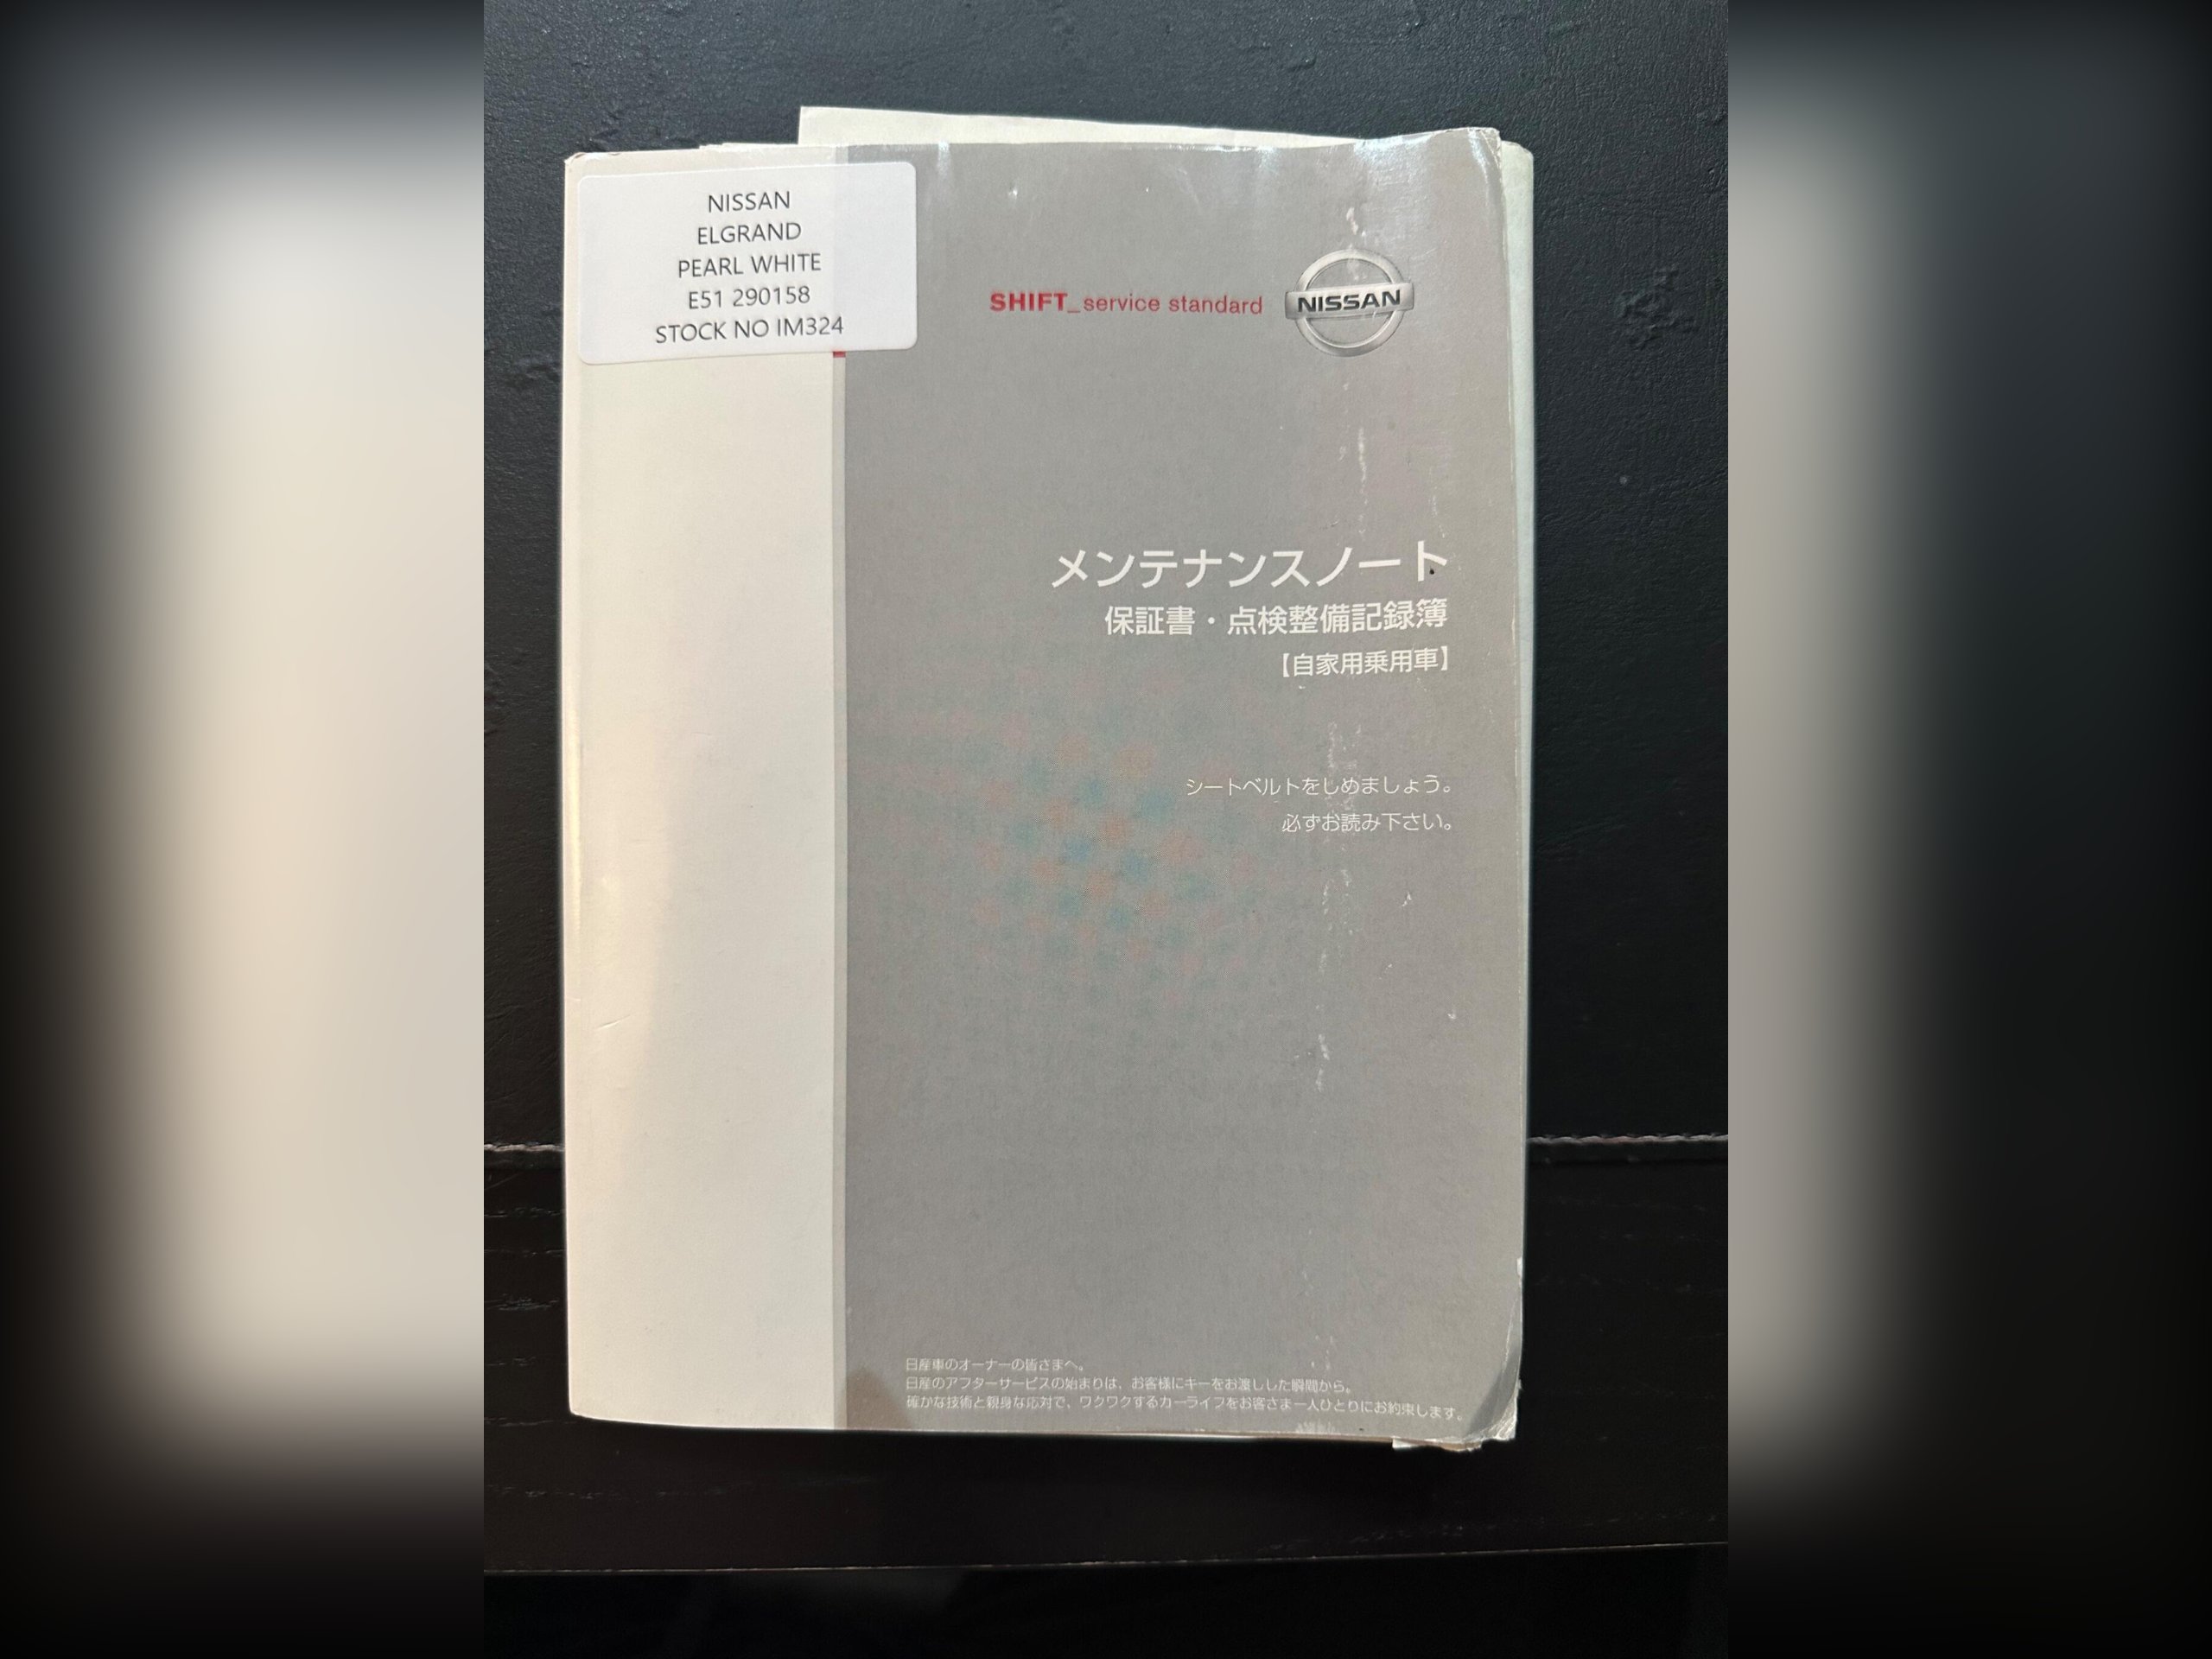 NISSAN
ELGRAND
PEARL WHITE
E51 290158
STOCK NO IM324
SHIFT_service standard
NISSAN
メンテナンスノート
保証書・点検整備記録簿
【自家用乗用車】
シートベルトをしめましょう。
必ずお読み下さい。
日産車のオーナーの皆さまへ。
日産のアフターサービスの始まりは、お客様にキーをお渡しした瞬間から。
確かな技術と親身な応対で、ワクワクするカーライフをお客さま一人ひとりにお約束します。